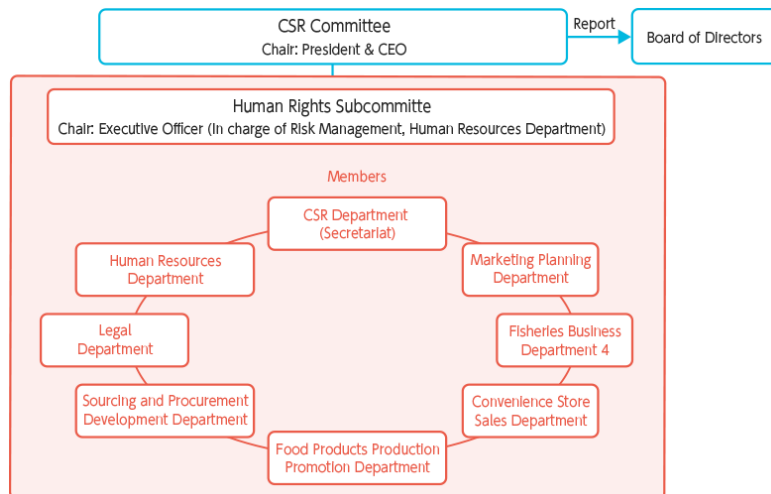 CSR Committee
Chair: President & CEO
Report
Board of Directors
Human Rights Subcommitte
Chair: Executive Officer (In charge of Risk Management, Human Resources Department)
Members
CSR Department
(Secretariat)
Human Resources
Department
Marketing Planning
Department
Legal
Department
Fisheries Business
Department 4
Sourcing and Procurement
Development Department
Convenience Store
Sales Department
Food Products Production
Promotion Department